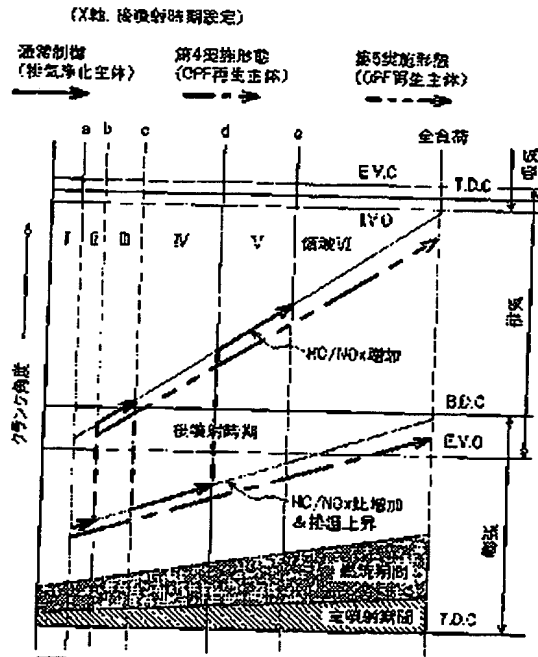 (X軸、後噴射時期設定)
通常制御
(排気浄化主体)
第4実施形態
(DPF再生主体)
第5実施形態
(DPF再生主体)
a
b
c
d
e
全負荷
E.V.C
T.D.C
I.V.O
I
II
III
IV
V
領域VI
排気
クランク角度
HC/NOx増加
B.D.C
後噴射時期
E.V.O
HC/NOx比増加
&排温上昇
膨張
燃焼期間
主噴射期間
T.D.C